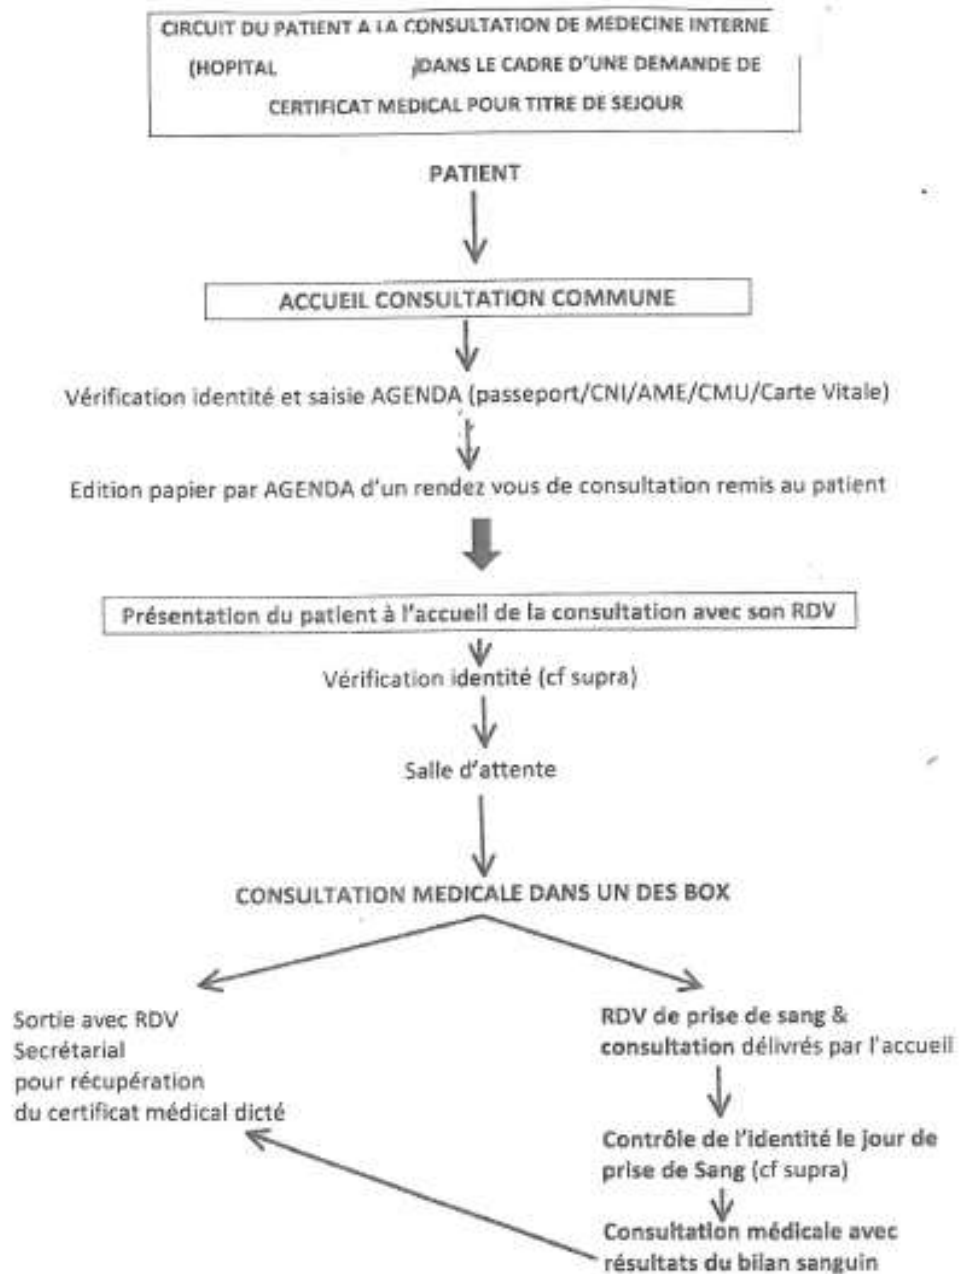 CIRCUIT DU PATIENT A LA CONSULTATION DE MEDECINE INTERNE
(HOPITAL )DANS LE CADRE D'UNE DEMANDE DE
CERTIFICAT MEDICAL POUR TITRE DE SEJOUR
PATIENT
ACCUEIL CONSULTATION COMMUNE
Vérification identité et saisie AGENDA (passeport/CNI/AME/CMU/Carte Vitale)
Edition papier par AGENDA d'un rendez vous de consultation remis au patient
Présentation du patient à l'accueil de la consultation avec son RDV
Vérification identité (cf supra)
Salle d'attente
CONSULTATION MEDICALE DANS UN DES BOX
Sortie avec RDV
Secrétarial
pour récupération
du certificat médical dicté
RDV de prise de sang &
consultation délivrés par l'accueil
Contrôle de l'identité le jour de
prise de Sang (cf supra)
Consultation médicale avec
résultats du bilan sanguin